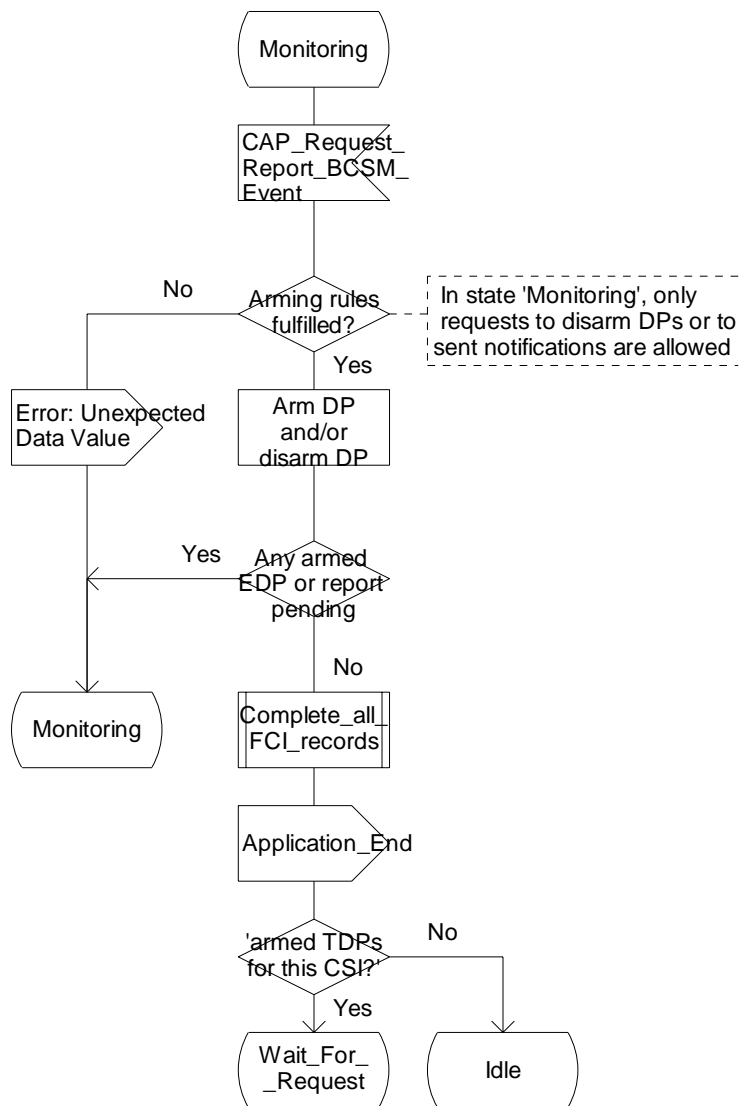 Monitoring
CAP_Request_
Report_BCSM_
Event
No
Arming rules
fulfilled?
In state 'Monitoring', only
requests to disarm DPs or to
sent notifications are allowed
Yes
Error: Unexpected
Data Value
Arm DP
and/or
disarm DP
Yes
Any armed
EDP or report
pending
No
Monitoring
Complete_all_
FCI_records
Application_End
'armed TDPs
for this CSI?'
No
Yes
Wait_For_
_Request
Idle